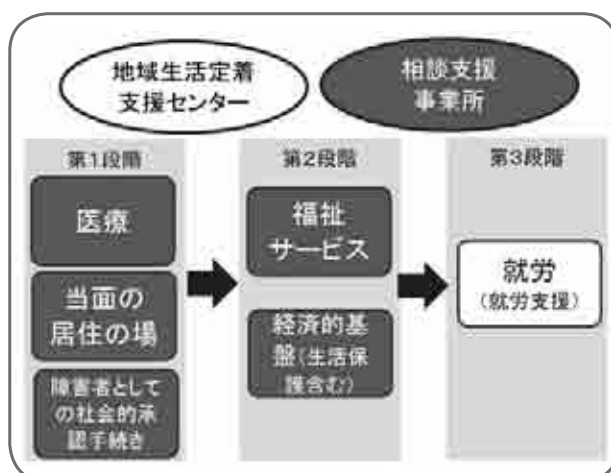 地域生活定着
支援センター
相談支援
事業所
第1段階
医療
当面の
居住の場
障害者として
の社会的承
認手続き
第2段階
福祉
サービス
経済的基
盤(生活保
護含む)
第3段階
就労
(就労支援)